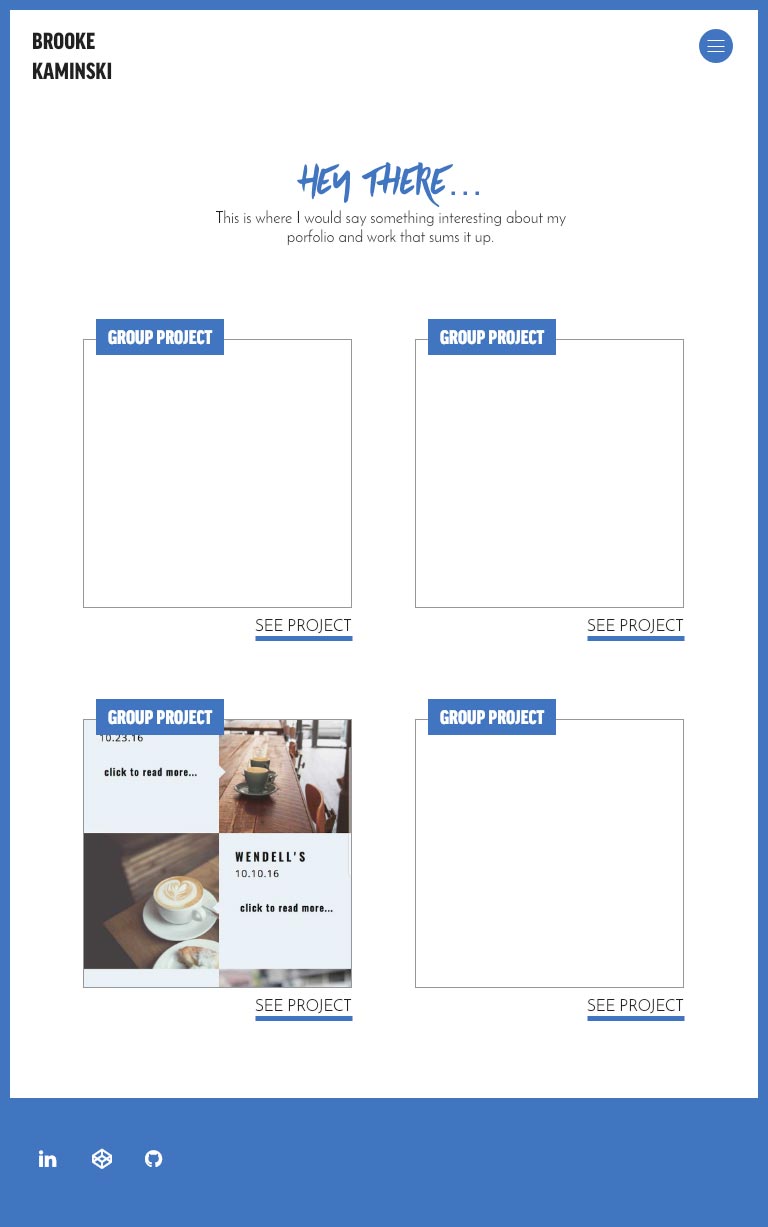 BROOKE
KAMINSKI
HEY THERE...
This is where I would say something interesting about my
porfolio and work that sums it up.
GROUP PROJECT
GROUP PROJECT
SEE PROJECT
SEE PROJECT
GROUP PROJECT
GROUP PROJECT
10.23.16
click to read more...
WENDELL'S
10.10.16
click to read more...
SEE PROJECT
SEE PROJECT
in